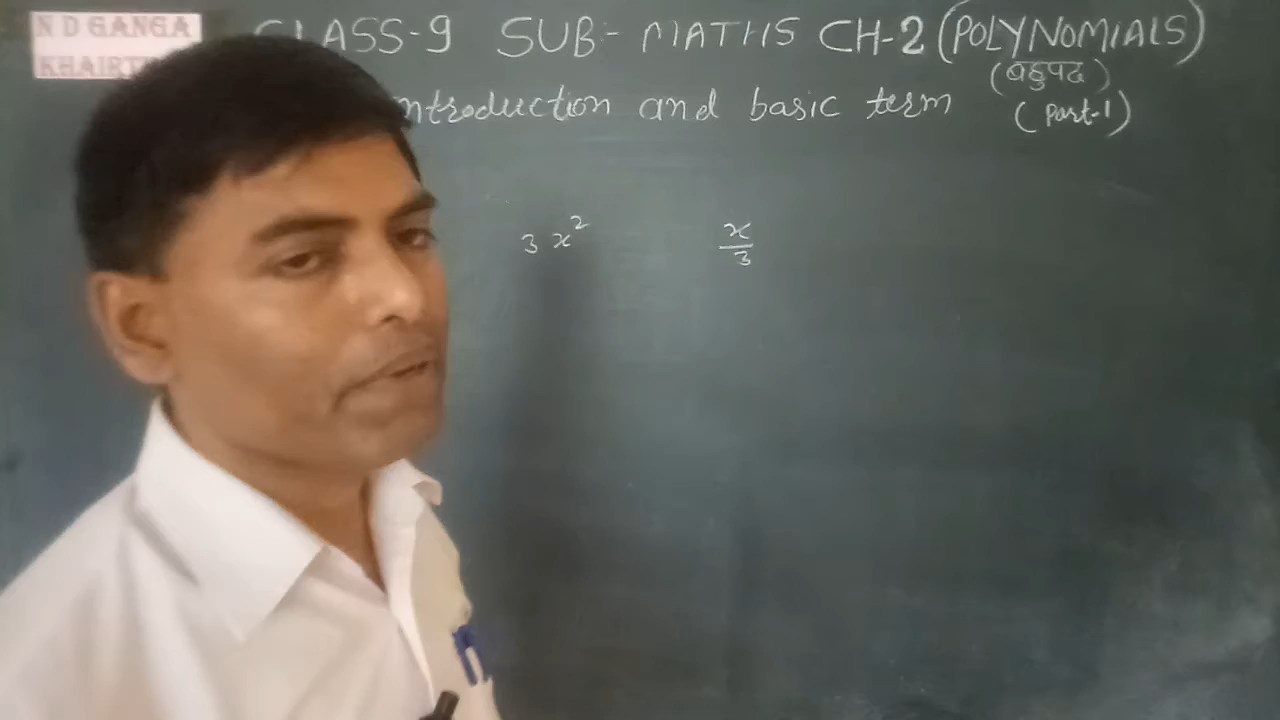 N D GANGA
CLASS-9 SUB:- MATHS CH-2 (POLYNOMIALS)
(बहुपद)
ntroduction and basic term (Part-1)
3x²
x/3